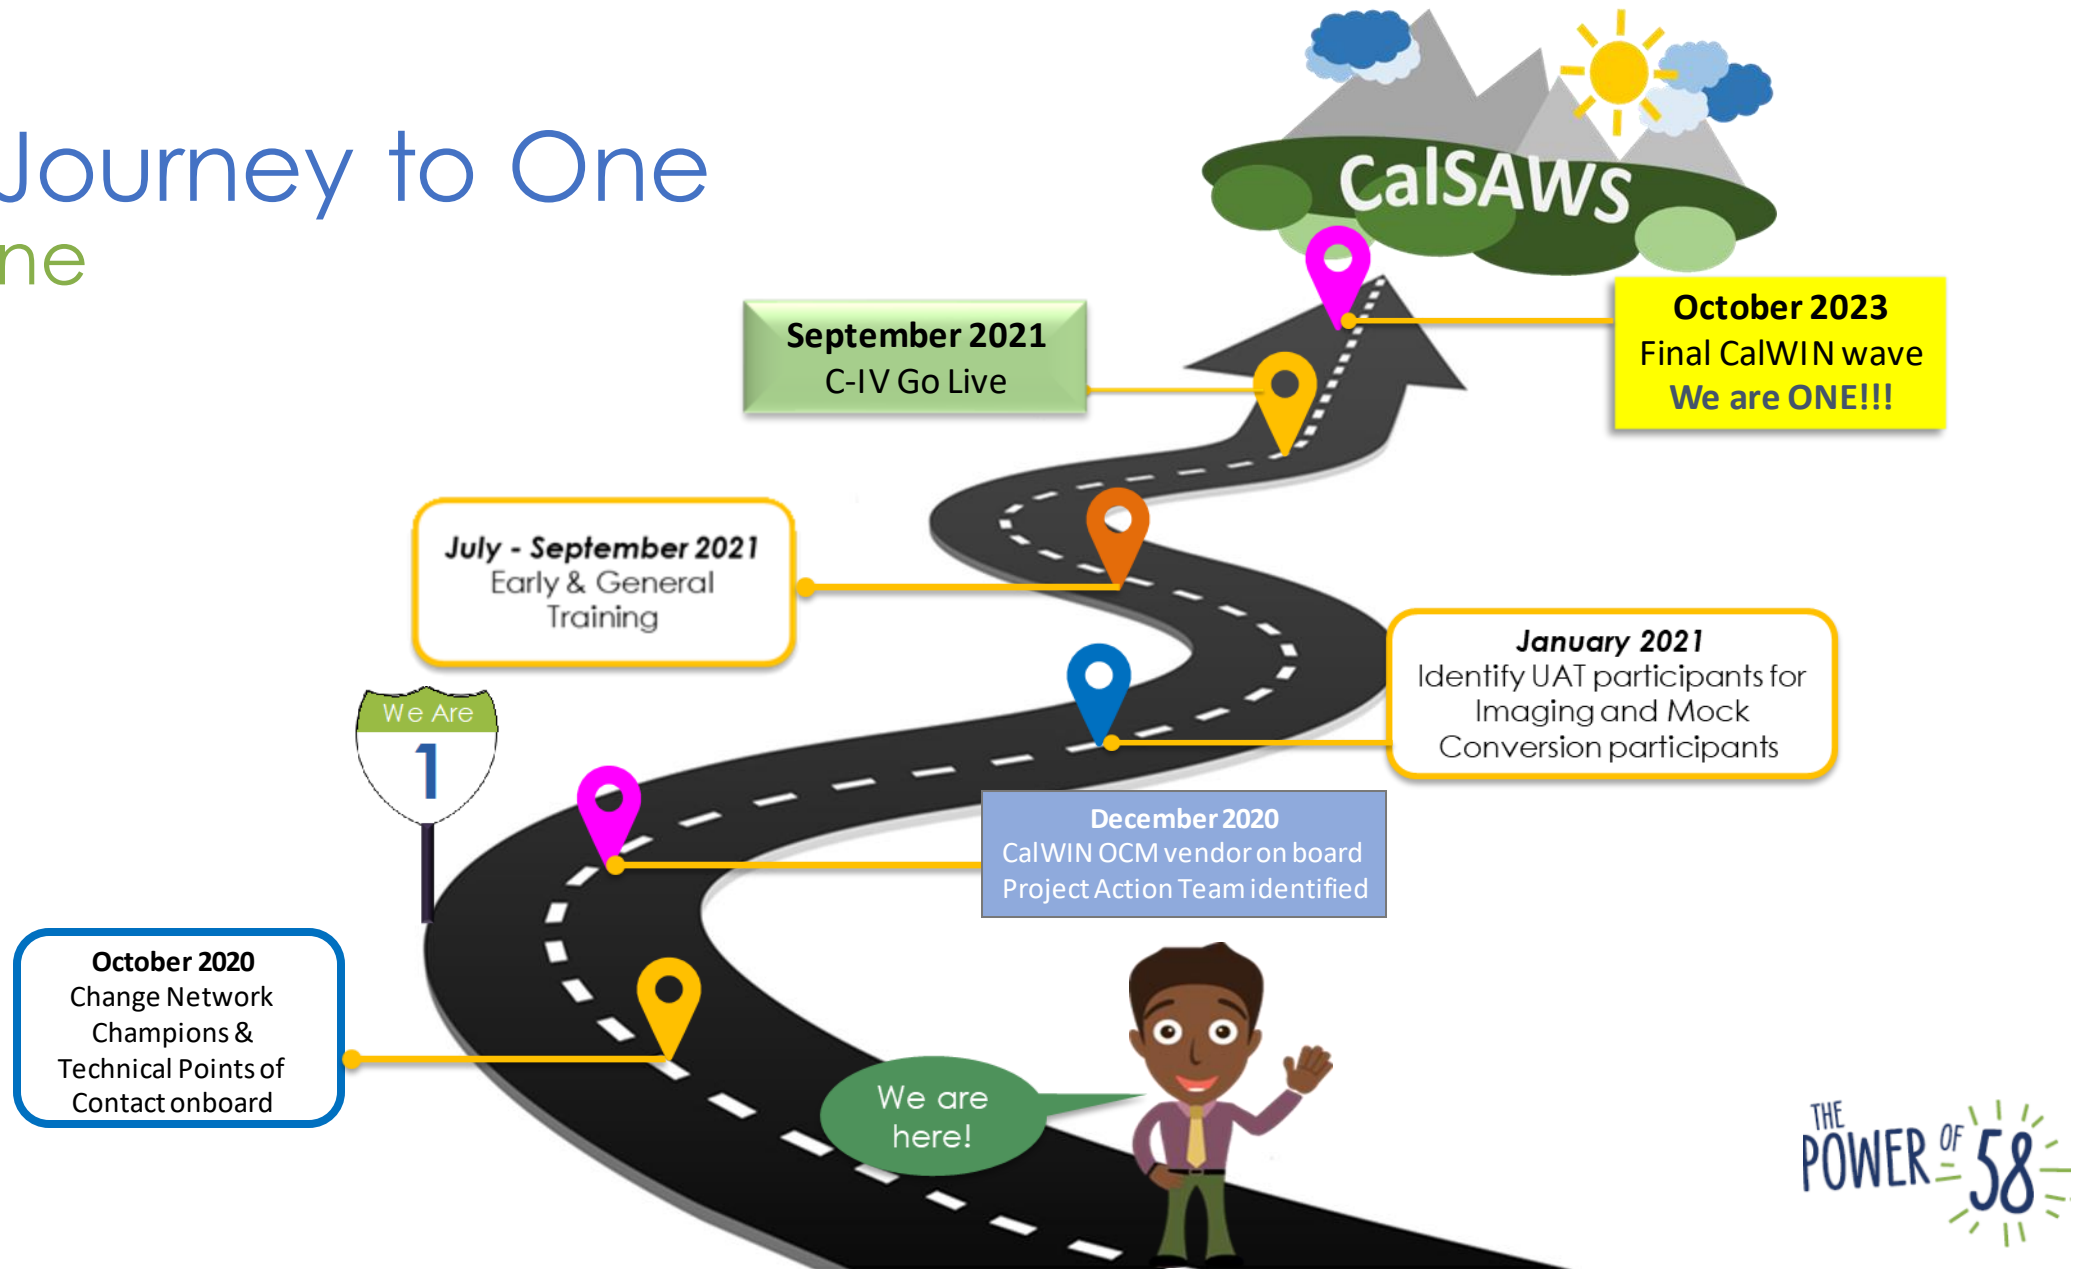 Journey to One
ne
CalSAWS
October 2023
Final CalWIN wave
We are ONE!!!
September 2021
C-IV Go Live
July - September 2021
Early & General
Training
January 2021
Identify UAT participants for
Imaging and Mock
Conversion participants
We Are
1
December 2020
CalWIN OCM vendor on board
Project Action Team identified
October 2020
Change Network
Champions &
Technical Points of
Contact onboard
We are
here!
THE
POWER OF 58